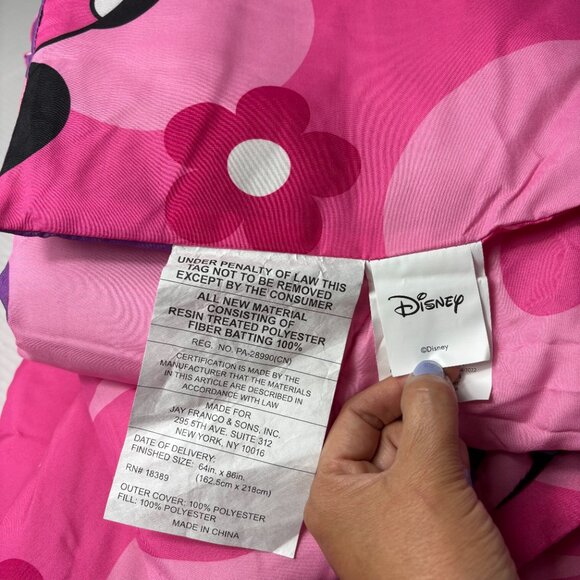 UNDER PENALTY OF LAW THIS
TAG NOT TO BE REMOVED
EXCEPT BY THE CONSUMER
ALL NEW MATERIAL
CONSISTING OF
RESIN TREATED POLYESTER
FIBER BATTING 100%
REG. NO. PA-28990(CN)
CERTIFICATION IS MADE BY THE
MANUFACTURER THAT THE MATERIALS
IN THIS ARTICLE ARE DESCRIBED IN
ACCORDANCE WITH LAW
MADE FOR
JAY FRANCO & SONS, INC.
295 5TH AVE. SUITE 312
NEW YORK, NY 10016
DATE OF DELIVERY:
FINISHED SIZE: 64in. x 86in.
(162.5cm x 218cm)
RN# 18389
OUTER COVER: 100% POLYESTER
FILL: 100% POLYESTER
MADE IN CHINA
Disney
©Disney
2022